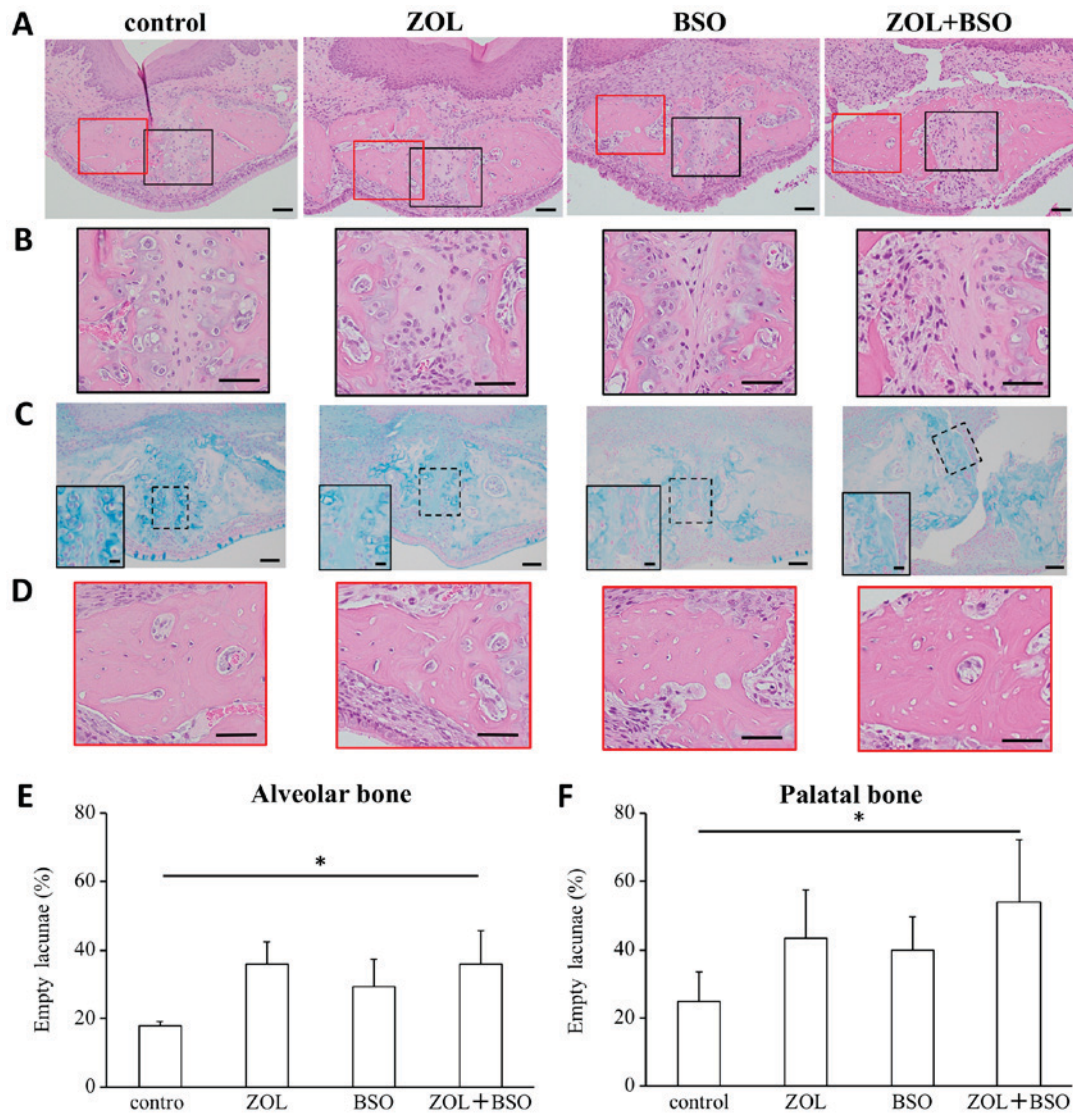 A control ZOL BSO ZOL+BSO
B
C
D
E Alveolar bone
80
60
40
20
0
Empty lacunae (%)
*
contro ZOL BSO ZOL+BSO
F Palatal bone
80
60
40
20
0
Empty lacunae (%)
*
control ZOL BSO ZOL+BSO